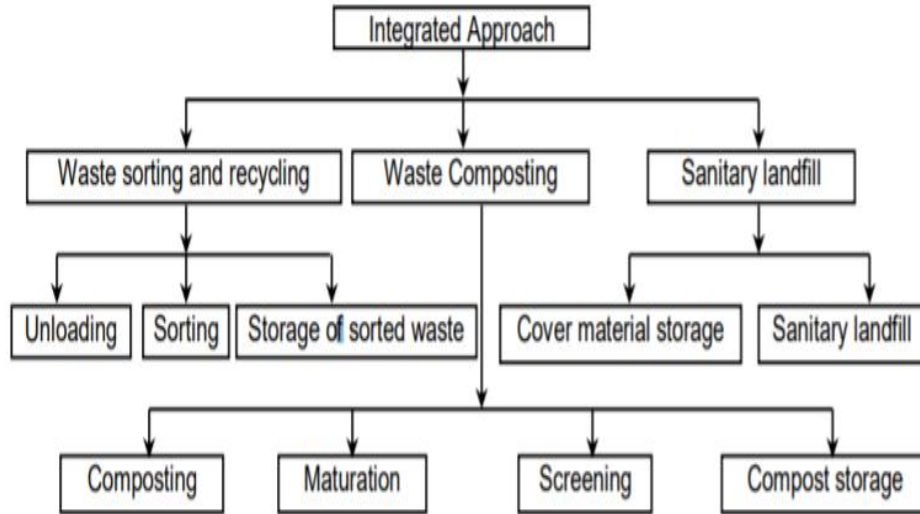 Integrated Approach
Waste sorting and recycling
Waste Composting
Sanitary landfill
Unloading
Sorting
Storage of sorted waste
Cover material storage
Sanitary landfill
Composting
Maturation
Screening
Compost storage